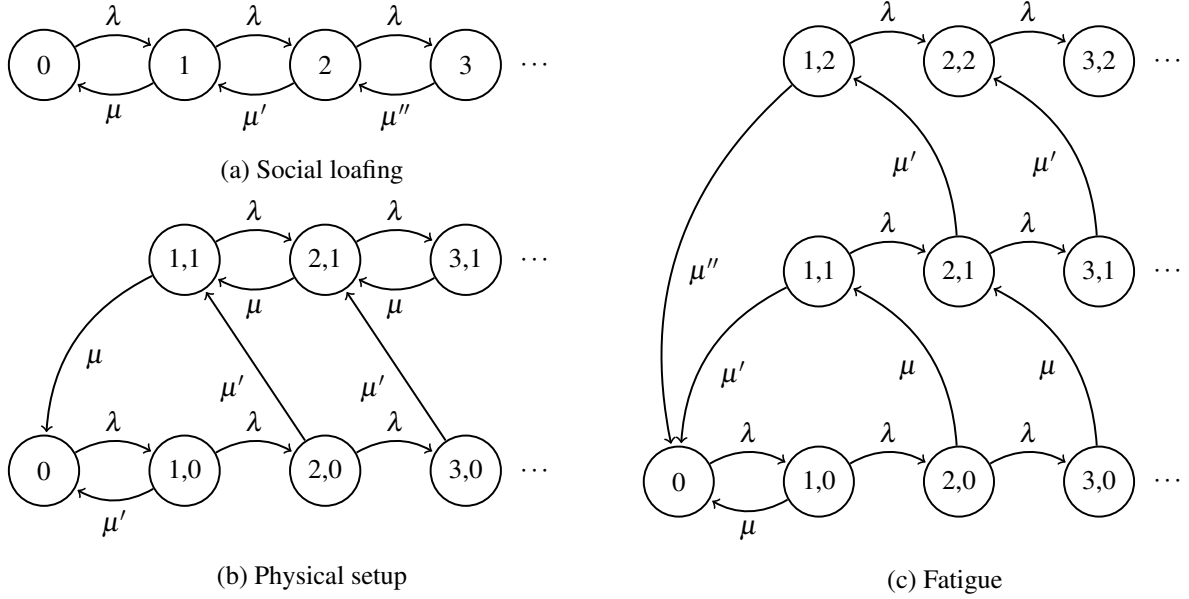 λ λ λ
0 1 2 3 ···
μ μ′ μ′′
(a) Social loafing
λ λ
1,1 2,1 3,1 ···
μ μ
μ
μ′ μ′
λ λ λ
0 1,0 2,0 3,0 ···
μ′
(b) Physical setup
λ λ
1,2 2,2 3,2 ···
μ′ μ′
λ λ
μ′′
1,1 2,1 3,1 ···
μ′ μ μ
λ λ λ
0 1,0 2,0 3,0 ···
μ
(c) Fatigue